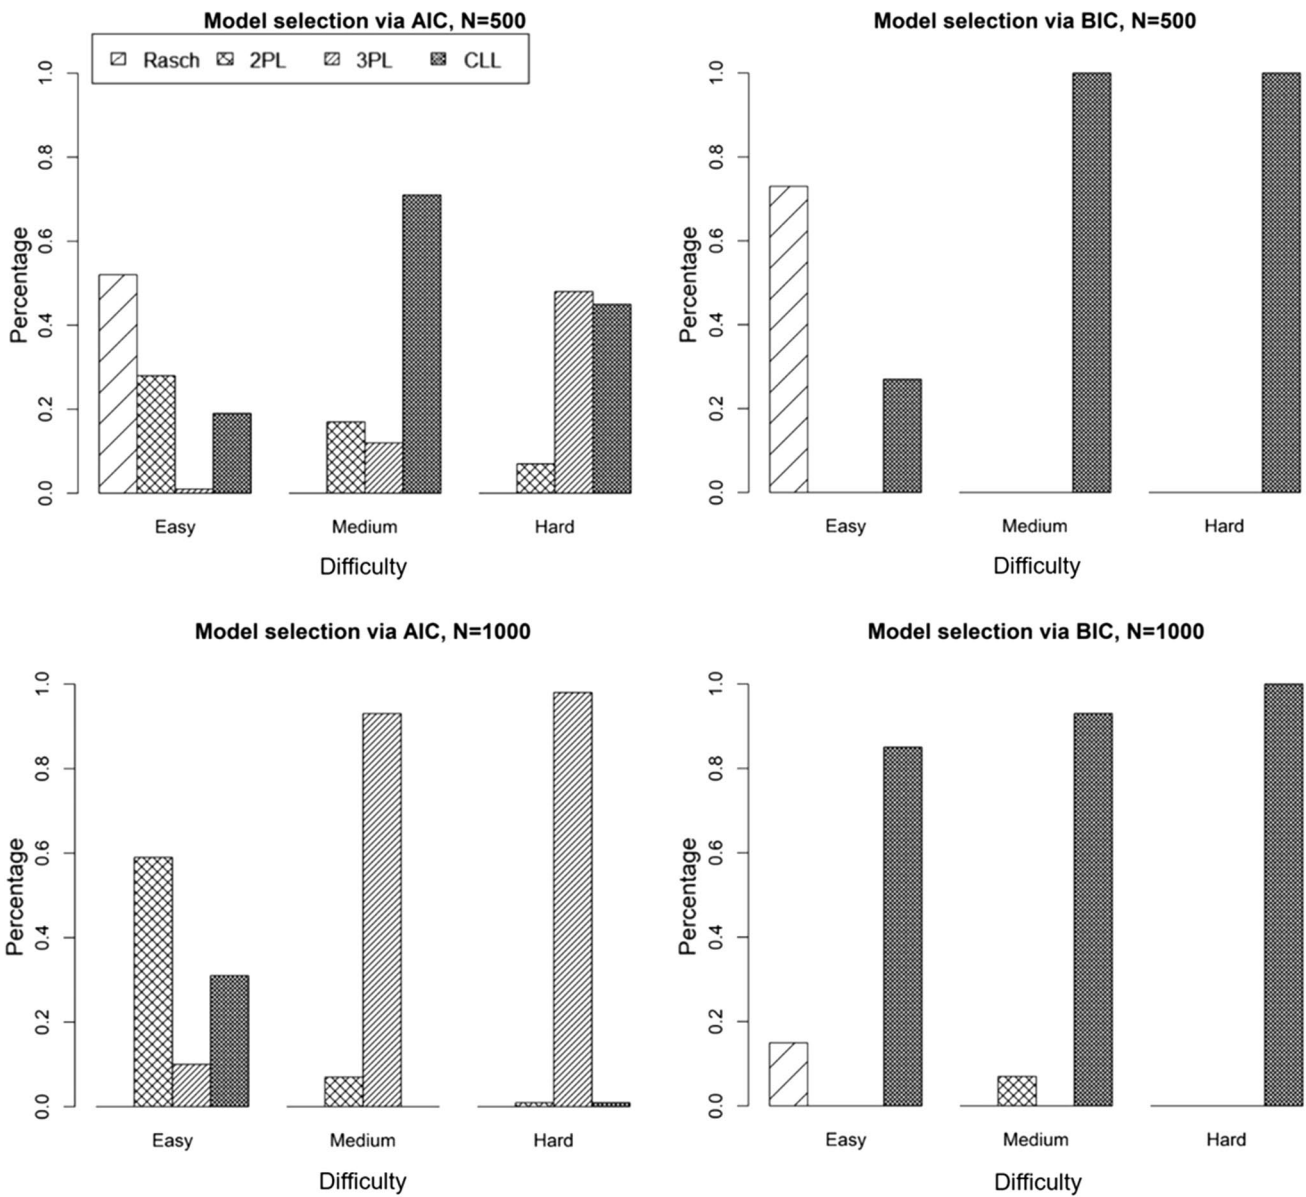 Model selection via AIC, N=500
Rasch 2PL 3PL CLL
Percentage
1.0
0.8
0.6
0.4
0.2
0.0
Easy Medium Hard
Difficulty
Model selection via BIC, N=500
Percentage
1.0
0.8
0.6
0.4
0.2
0.0
Easy Medium Hard
Difficulty
Model selection via AIC, N=1000
Percentage
1.0
0.8
0.6
0.4
0.2
0.0
Easy Medium Hard
Difficulty
Model selection via BIC, N=1000
Percentage
1.0
0.8
0.6
0.4
0.2
0.0
Easy Medium Hard
Difficulty